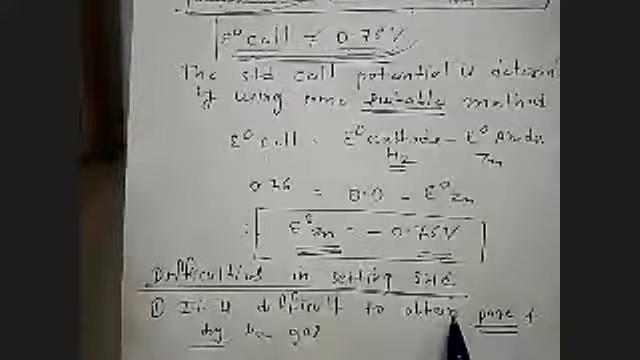 E° cell = 0.76V
The std cell potential is determin
by using some suitable method
E° cell = E° cathode - E° Anode
H₂ Zn
0.76 = 0.0 - E° Zn
∴ E° Zn = - 0.76V
Difficulties in setting SHE
① It is difficult to obtain pure &
dry H₂ gas